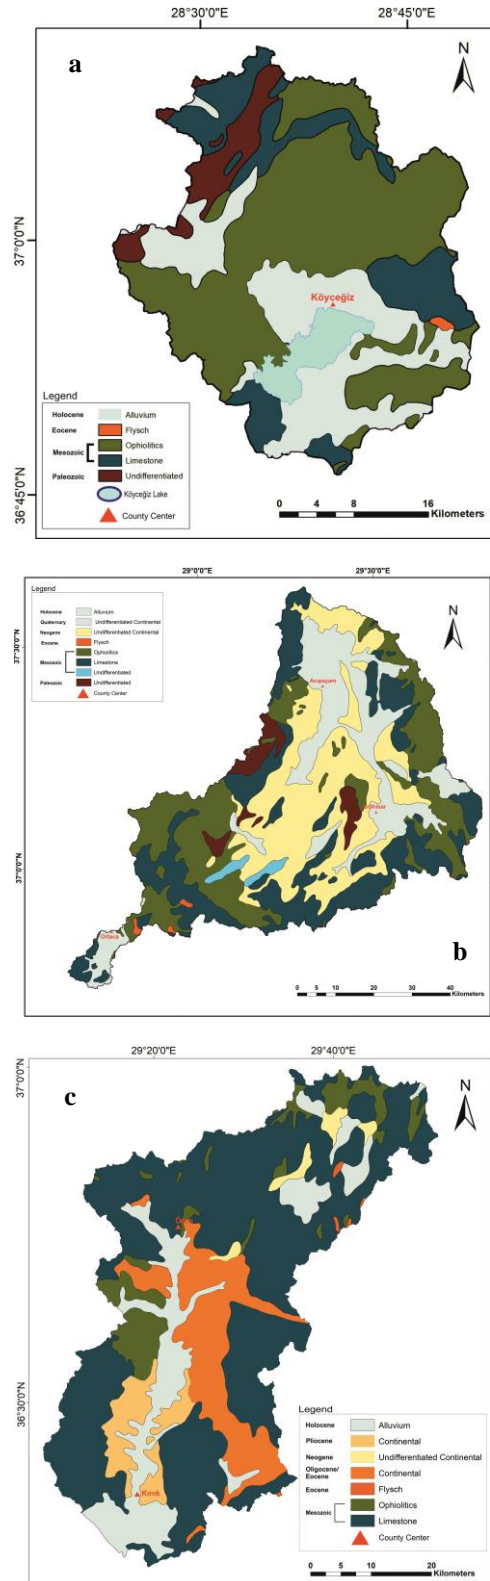 28°30'0"E 28°45'0"E
a
N
37°0'0"N
Köyceğiz
Legend
Holocene Alluvium
Eocene Flysch
Mesozoic Ophiolitics
Limestone
Paleozoic Undifferentiated
Köyceğiz Lake
County Center
36°45'0"N
0 2 4 8 12 16
Kilometers
29°0'0"E 29°30'0"E
Legend
Holocene Alluvium
Quaternary Undifferentiated Continental
Neogene Undifferentiated Continental
Eocene Flysch
Mesozoic Ophiolitics
Limestone
Undifferentiated
Paleozoic Undifferentiated
County Center
N
37°30'0"N
Acıpayam
37°0'0"N
Ortaca
b
0 5 10 20 30 40
Kilometers
29°20'0"E 29°40'0"E
37°0'0"N
c
N
36°30'0"N
Kınık
Legend
Holocene Alluvium
Pliocene Continental
Neogene Undifferentiated Continental
Oligocene/
Eocene Continental
Eocene Flysch
Mesozoic Ophiolitics
Limestone
County Center
0 2.5 5 10 15 20
Kilometers